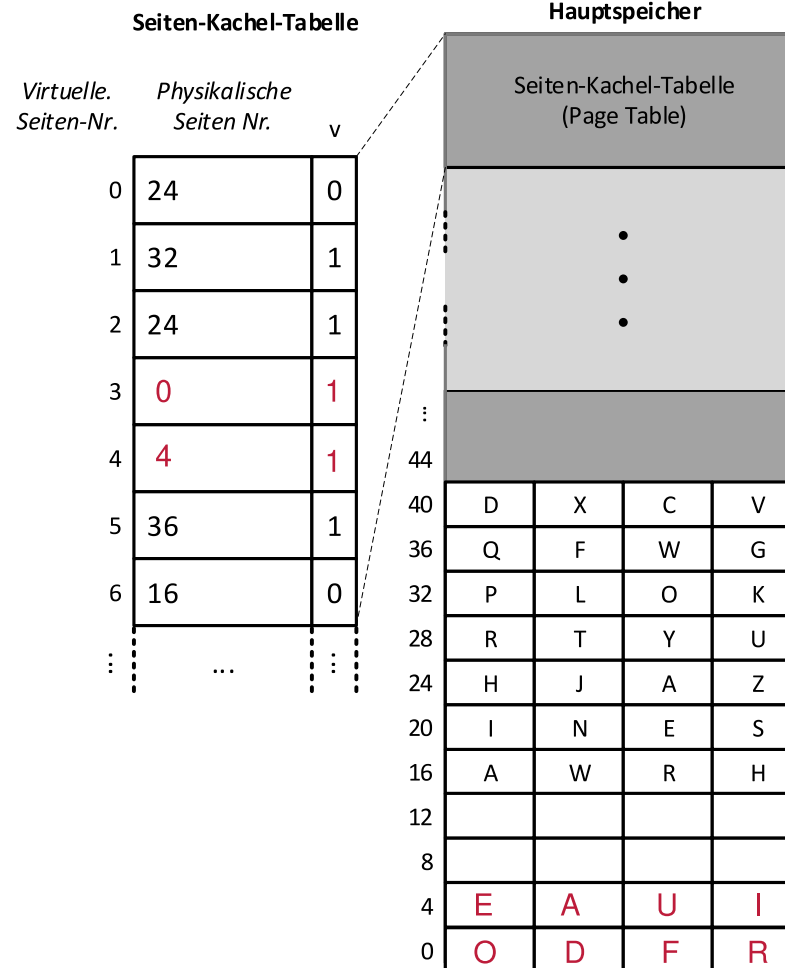 Seiten-Kachel-Tabelle
Virtuelle. Physikalische
Seiten-Nr. Seiten Nr. v
0 24 0
1 32 1
2 24 1
3 0 1
4 4 1
5 36 1
6 16 0
⋮ ... ⋮
Hauptspeicher
Seiten-Kachel-Tabelle
(Page Table)
⋮
44
40 D X C V
36 Q F W G
32 P L O K
28 R T Y U
24 H J A Z
20 I N E S
16 A W R H
12
8
4 E A U I
0 O D F R